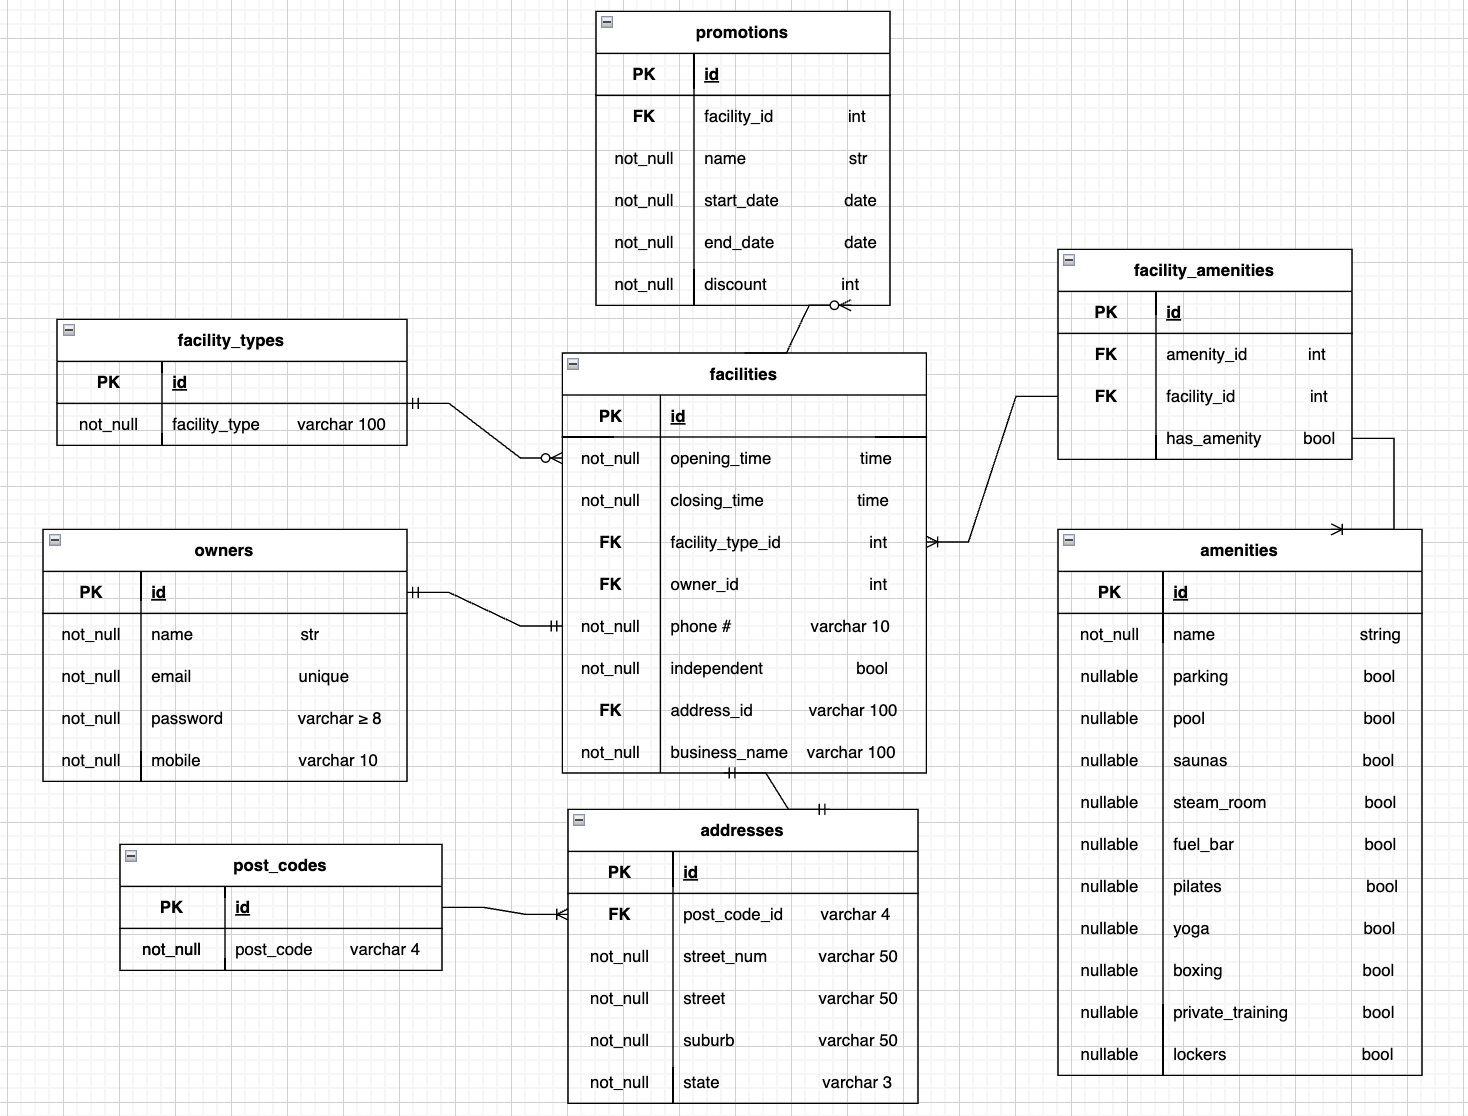 promotions
PK id
FK facility_id int
not_null name str
not_null start_date date
not_null end_date date
not_null discount int
facility_types
PK id
not_null facility_type varchar 100
facilities
PK id
not_null opening_time time
not_null closing_time time
FK facility_type_id int
FK owner_id int
not_null phone # varchar 10
not_null independent bool
FK address_id varchar 100
not_null business_name varchar 100
facility_amenities
PK id
FK amenity_id int
FK facility_id int
has_amenity bool
owners
PK id
not_null name str
not_null email unique
not_null password varchar ≥ 8
not_null mobile varchar 10
amenities
PK id
not_null name string
nullable parking bool
nullable pool bool
nullable saunas bool
nullable steam_room bool
nullable fuel_bar bool
nullable pilates bool
nullable yoga bool
nullable boxing bool
nullable private_training bool
nullable lockers bool
post_codes
PK id
not_null post_code varchar 4
addresses
PK id
FK post_code_id varchar 4
not_null street_num varchar 50
not_null street varchar 50
not_null suburb varchar 50
not_null state varchar 3